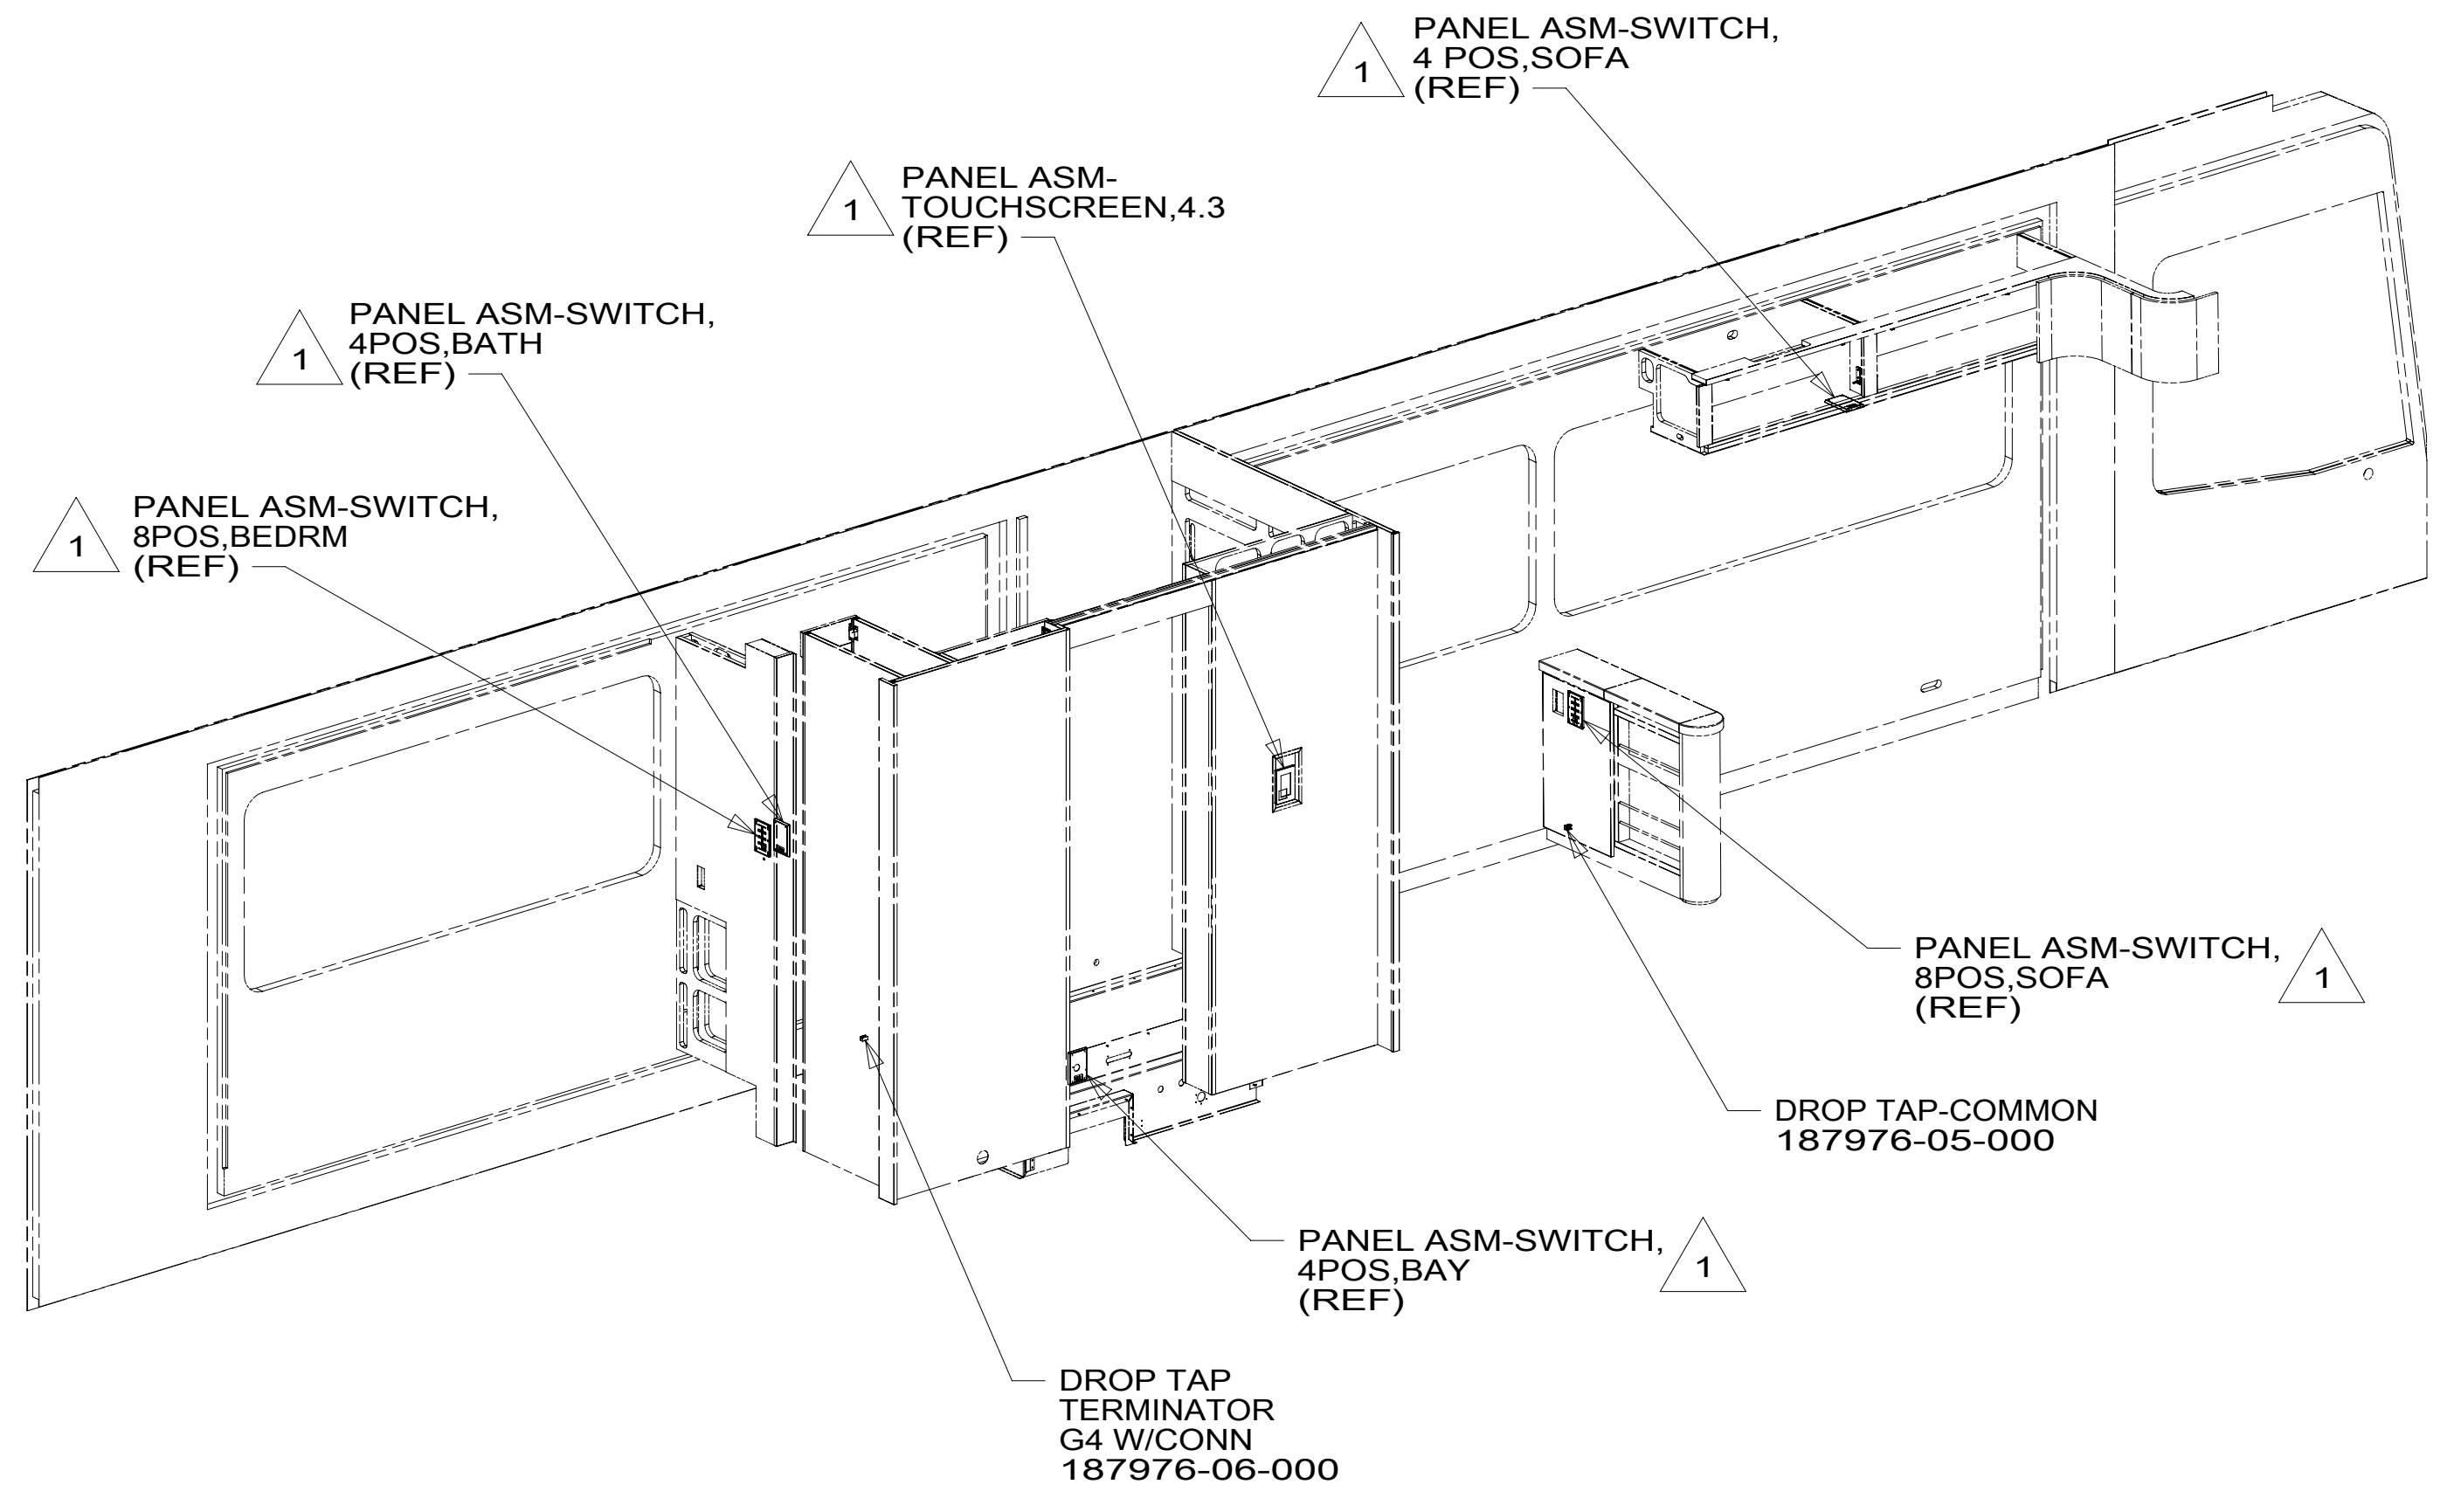 PANEL ASM-SWITCH,
4 POS,SOFA
(REF)
1
PANEL ASM-
TOUCHSCREEN,4.3
(REF)
1
PANEL ASM-SWITCH,
4POS,BATH
(REF)
1
PANEL ASM-SWITCH,
8POS,BEDRM
(REF)
1
PANEL ASM-SWITCH,
8POS,SOFA
(REF)
1
DROP TAP-COMMON
187976-05-000
PANEL ASM-SWITCH,
4POS,BAY
(REF)
1
DROP TAP
TERMINATOR
G4 W/CONN
187976-06-000